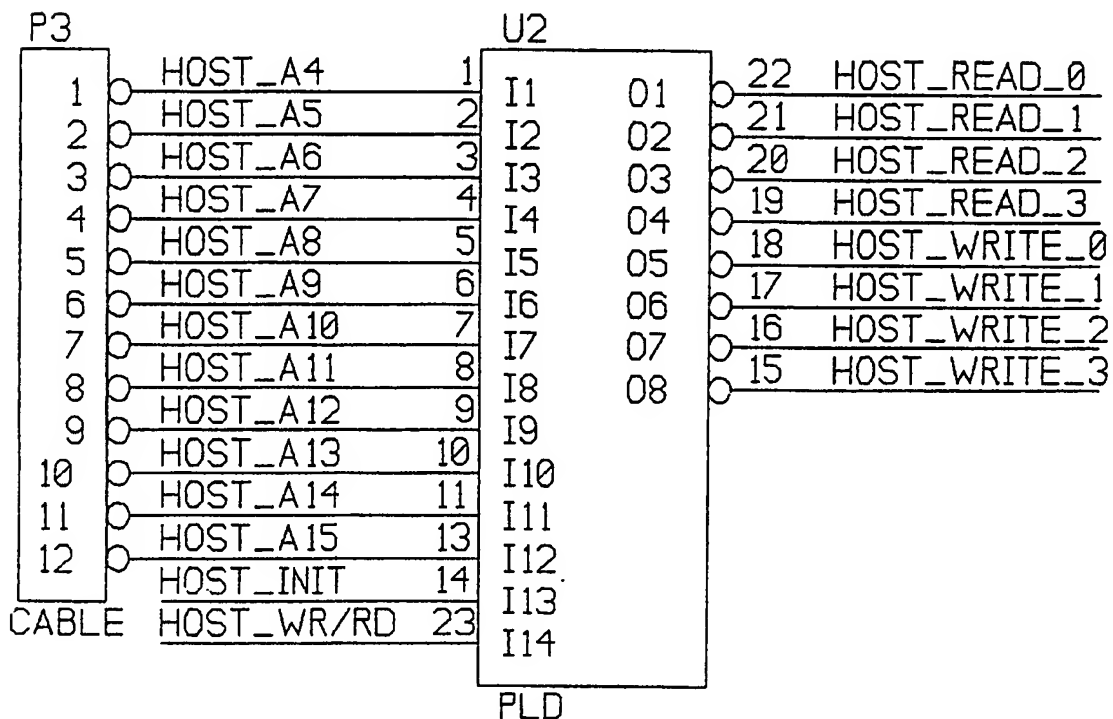 P3 U2
HOST_A4 1 22 HOST_READ_0
1 I1 O1
HOST_A5 2 21 HOST_READ_1
2 I2 O2
HOST_A6 3 20 HOST_READ_2
3 I3 O3
HOST_A7 4 19 HOST_READ_3
4 I4 O4
HOST_A8 5 18 HOST_WRITE_0
5 I5 O5
HOST_A9 6 17 HOST_WRITE_1
6 I6 O6
HOST_A10 7 16 HOST_WRITE_2
7 I7 O7
HOST_A11 8 15 HOST_WRITE_3
8 I8 O8
HOST_A12 9
9 I9
HOST_A13 10
10 I10
HOST_A14 11
11 I11
HOST_A15 13
12 I12
HOST_INIT 14
I13
CABLE HOST_WR/RD 23
I14
PLD